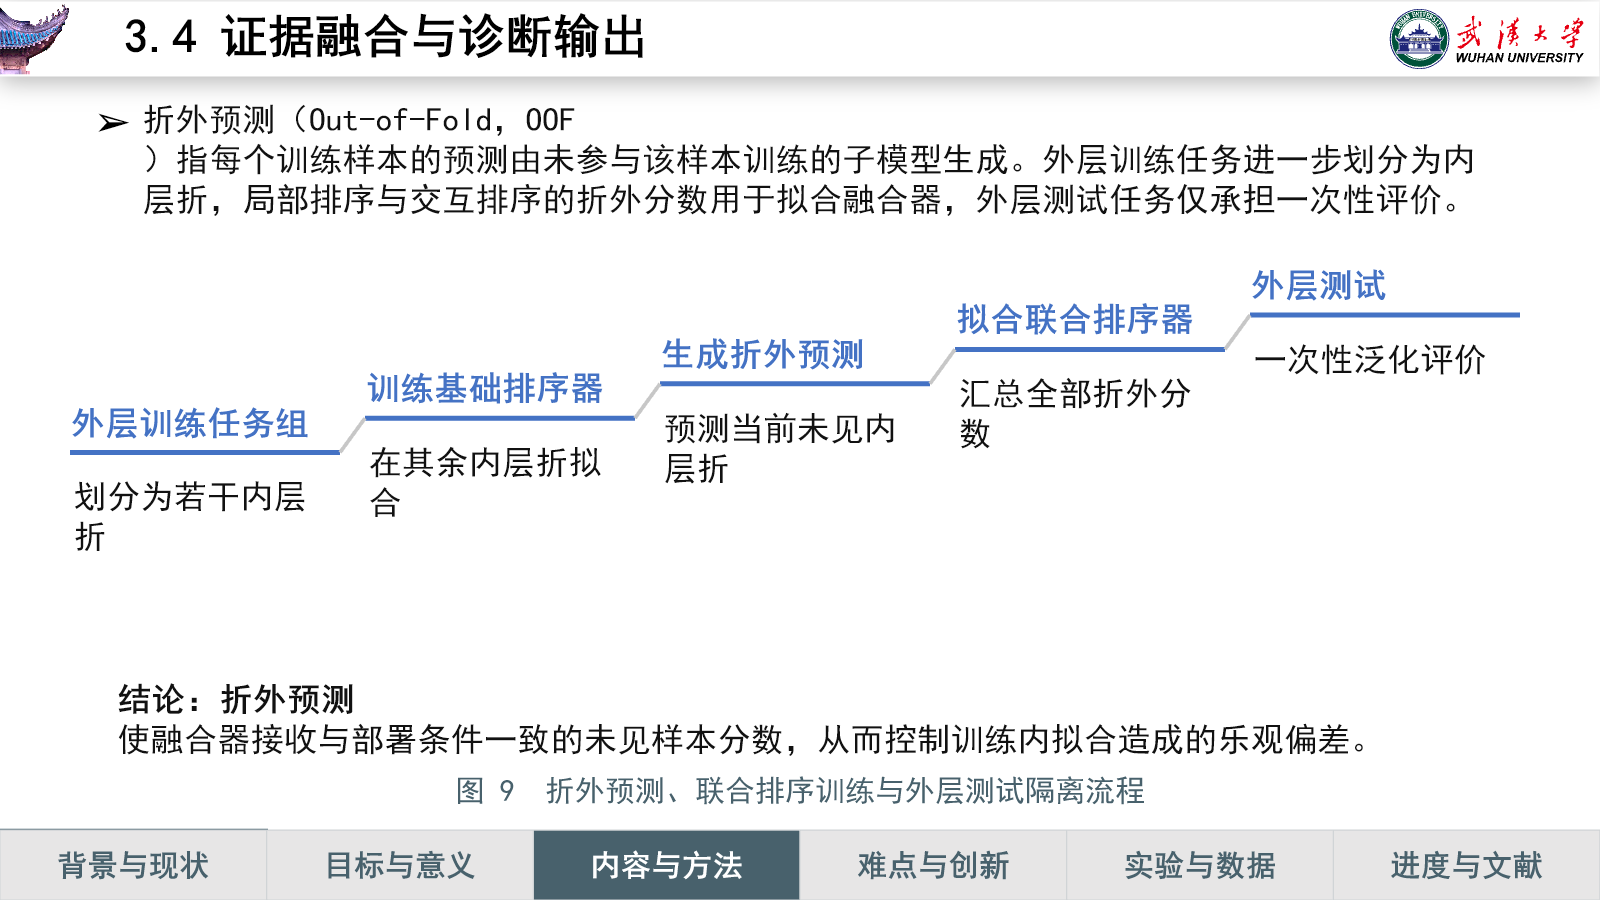 3.4 证据融合与诊断输出
武汉大学
WUHAN UNIVERSITY
➢ 折外预测（Out-of-Fold，OOF
）指每个训练样本的预测由未参与该样本训练的子模型生成。外层训练任务进一步划分为内
层折，局部排序与交互排序的折外分数用于拟合融合器，外层测试任务仅承担一次性评价。
外层训练任务组
划分为若干内层
折
训练基础排序器
在其余内层折拟
合
生成折外预测
预测当前未见内
层折
拟合联合排序器
汇总全部折外分
数
外层测试
一次性泛化评价
结论：折外预测
使融合器接收与部署条件一致的未见样本分数，从而控制训练内拟合造成的乐观偏差。
图 9 折外预测、联合排序训练与外层测试隔离流程
背景与现状
目标与意义
内容与方法
难点与创新
实验与数据
进度与文献